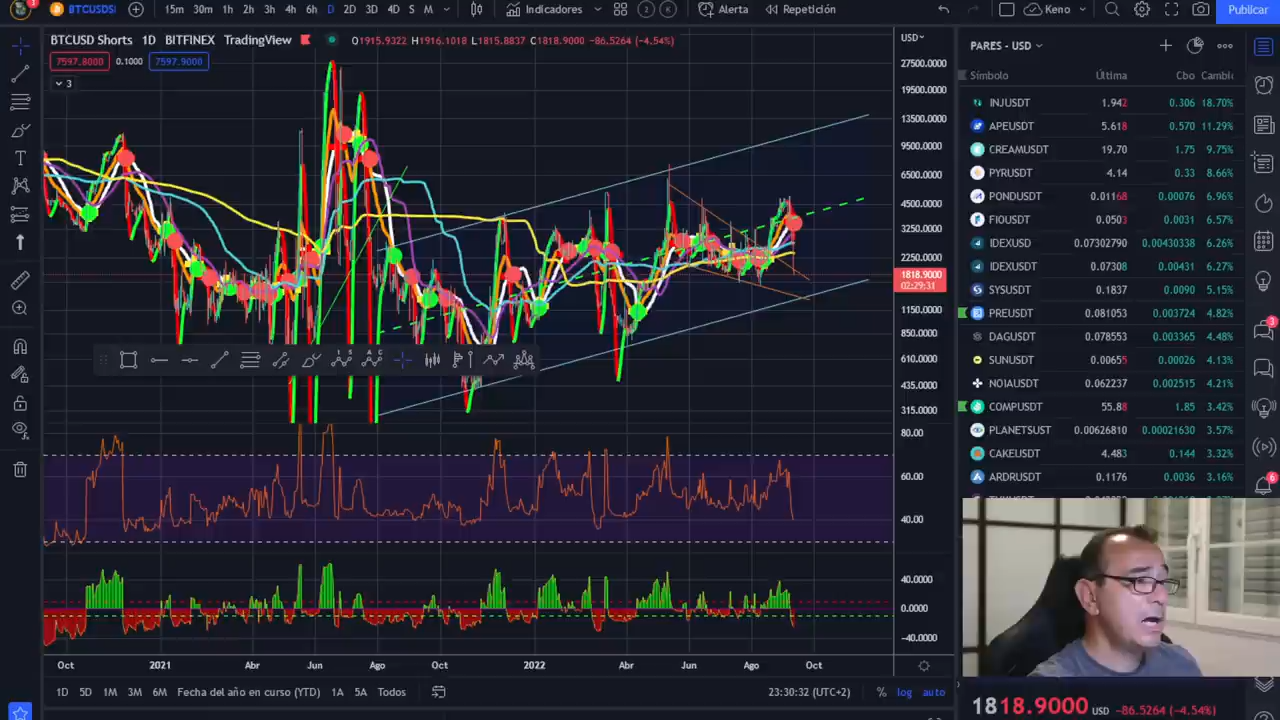 BTCUSDS
15m 30m 1h 2h 3h 4h 6h D 2D 3D 4D S M
Indicadores
2 K
Alerta
Repetición
Keno
Publicar
BTCUSD Shorts 1D BITFINEX TradingView O1915.9322 H1916.1018 L1815.8837 C1818.9000 -86.5264 (-4.54%)
7597.8000 0.1000 7597.9000
3
USD
27500.0000
19500.0000
13500.0000
9500.0000
6500.0000
4500.0000
3250.0000
2250.0000
1818.9000
02:29:31
1150.0000
850.0000
600.0000
435.0000
315.0000
80.00
60.00
40.00
40.0000
0.0000
-40.0000
Oct 2021 Abr Jun Ago Oct 2022 Abr Jun Ago Oct
1D 5D 1M 3M 6M Fecha del año en curso (YTD) 1A 5A Todos
23:30:32 (UTC+2) % log auto
PARES - USD
Símbolo Última Cbo Cambi
INJUSDT 1.942 0.306 18.70%
APEUSDT 5.618 0.570 11.29%
CREAMUSDT 19.70 1.75 9.75%
PYRUSDT 4.14 0.33 8.66%
PONDUSDT 0.01168 0.00076 6.96%
FIOUSDT 0.0503 0.0031 6.57%
IDEXUSD 0.07302790 0.00430338 6.26%
IDEXUSDT 0.07308 0.00431 6.27%
SYSUSDT 0.1837 0.0090 5.15%
PREUSDT 0.081053 0.003724 4.82%
DAGUSDT 0.078553 0.003365 4.48%
SUNUSDT 0.00655 0.00026 4.13%
NOIAUSDT 0.062237 0.002515 4.21%
COMPUSDT 55.88 1.85 3.42%
PLANETSUST 0.00626810 0.00021630 3.57%
CAKEUSDT 4.483 0.144 3.32%
ARDRUSDT 0.1176 0.0036 3.16%
3
6
1818.9000 USD -86.5264 (-4.54%)